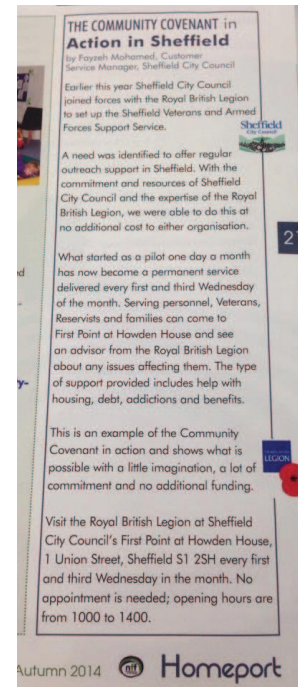 THE COMMUNITY COVENANT in
Action in Sheffield
by Fayzeh Mohamed, Customer
Service Manager, Sheffield City Council
Earlier this year Sheffield City Council
joined forces with the Royal British Legion
to set up the Sheffield Veterans and Armed
Forces Support Service.
Sheffield
City Council
A need was identified to offer regular
outreach support in Sheffield. With the
commitment and resources of Sheffield
City Council and the expertise of the Royal
British Legion, we were able to do this at
no additional cost to either organisation.
2
What started as a pilot one day a month
has now become a permanent service
delivered every first and third Wednesday
of the month. Serving personnel, Veterans,
Reservists and families can come to
First Point at Howden House and see
an advisor from the Royal British Legion
about any issues affecting them. The type
of support provided includes help with
housing, debt, addictions and benefits.
This is an example of the Community
Covenant in action and shows what is
possible with a little imagination, a lot of
commitment and no additional funding.
LEGION
Visit the Royal British Legion at Sheffield
City Council's First Point at Howden House,
1 Union Street, Sheffield S1 2SH every first
and third Wednesday in the month. No
appointment is needed; opening hours are
from 1000 to 1400.
Autumn 2014 nff Homeport